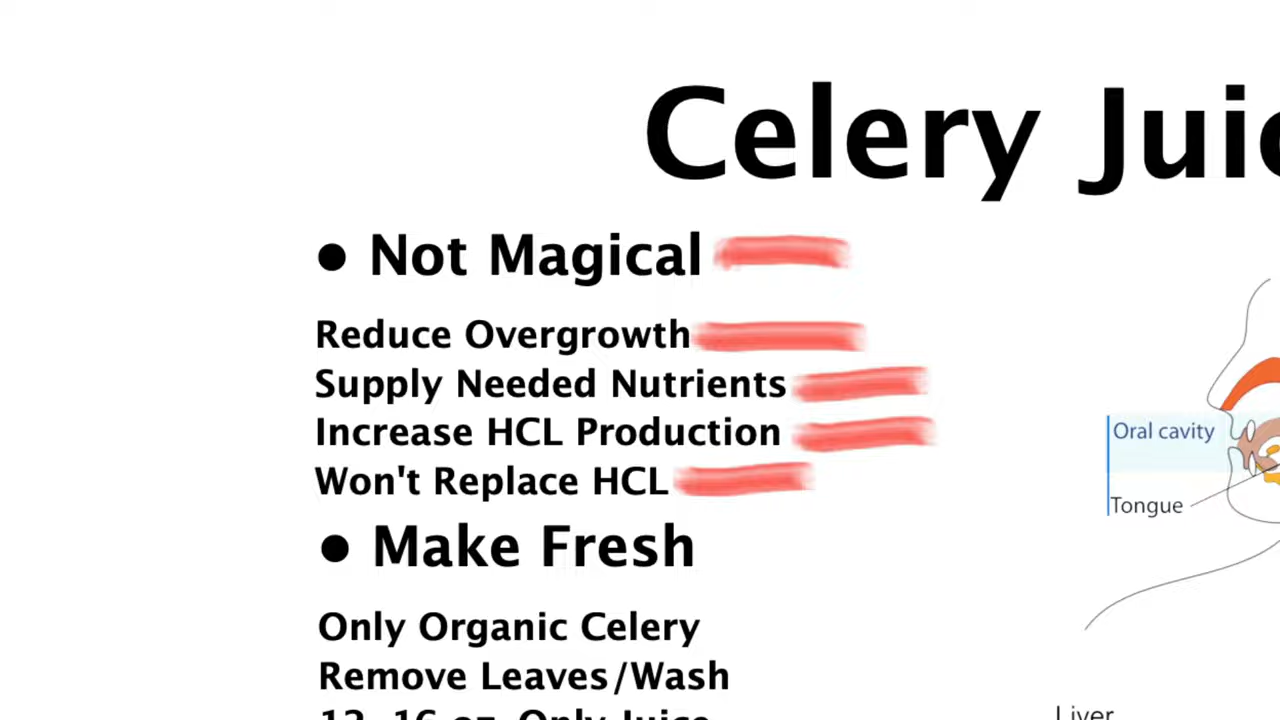 Celery
• Not Magical
Reduce Overgrowth
Supply Needed Nutrients
Increase HCL Production
Won't Replace HCL
• Make Fresh
Only Organic Celery
Remove Leaves/Wash
Oral cavity
Tongue
Liver